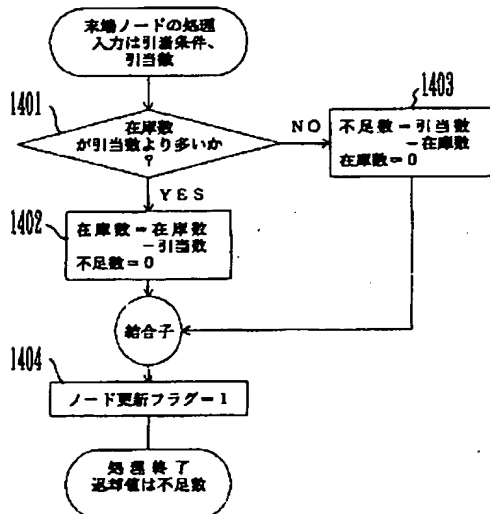 末端ノードの処理
入力は引当条件、
引当数
1401
在庫数
が引当数より多いか
?
NO
1403
不足数=引当数
-在庫数
在庫数=0
YES
1402
在庫数=在庫数
-引当数
不足数=0
結合子
1404
ノード更新フラグ=1
処理終了
返却値は不足数